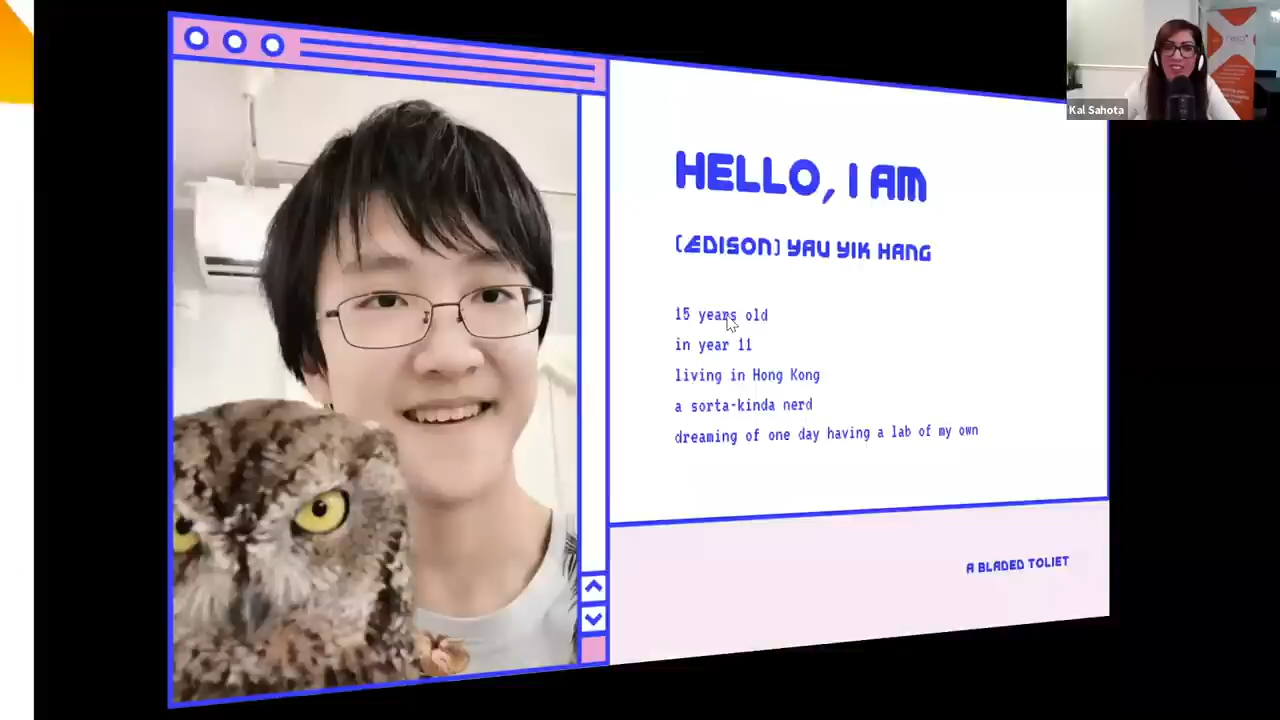 Kal Sahota
HELLO, I AM
(EDISON) YAU YIK HANG
15 years old
in year 11
living in Hong Kong
a sorta-kinda nerd
dreaming of one day having a lab of my own
A BLADED TOLIET